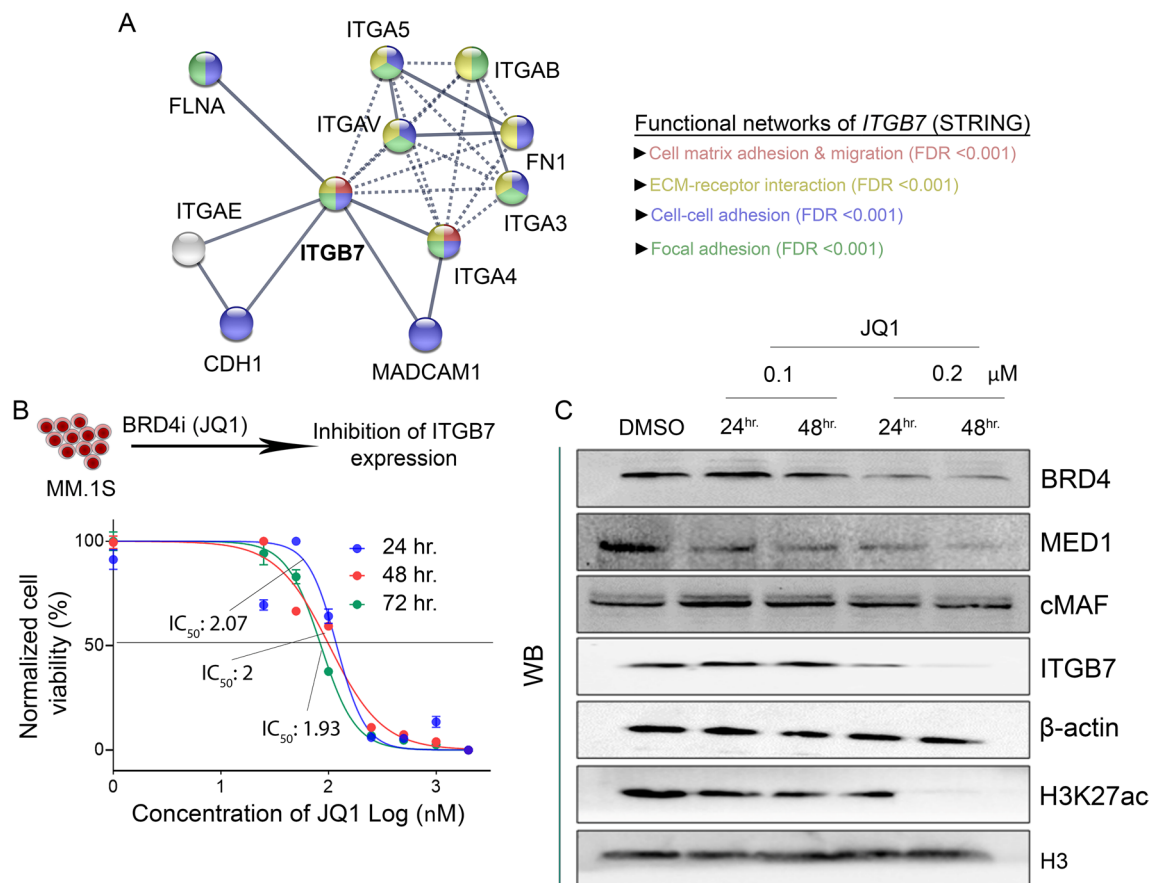 A
ITGA5
ITGAB
FLNA
ITGAV
FN1
ITGAE
ITGA3
ITGB7
ITGA4
CDH1
MADCAM1
Functional networks of ITGB7 (STRING)
►Cell matrix adhesion & migration (FDR <0.001)
►ECM-receptor interaction (FDR <0.001)
►Cell-cell adhesion (FDR <0.001)
►Focal adhesion (FDR <0.001)
B
BRD4i (JQ1)
Inhibition of ITGB7
expression
MM.1S
Normalized cell
viability (%)
100
50
0
24 hr.
48 hr.
72 hr.
IC50: 2.07
IC50: 2
IC50: 1.93
0
1
2
3
Concentration of JQ1 Log (nM)
C
JQ1
0.1
0.2
µM
DMSO
24hr.
48hr.
24hr.
48hr.
WB
BRD4
MED1
cMAF
ITGB7
β-actin
H3K27ac
H3